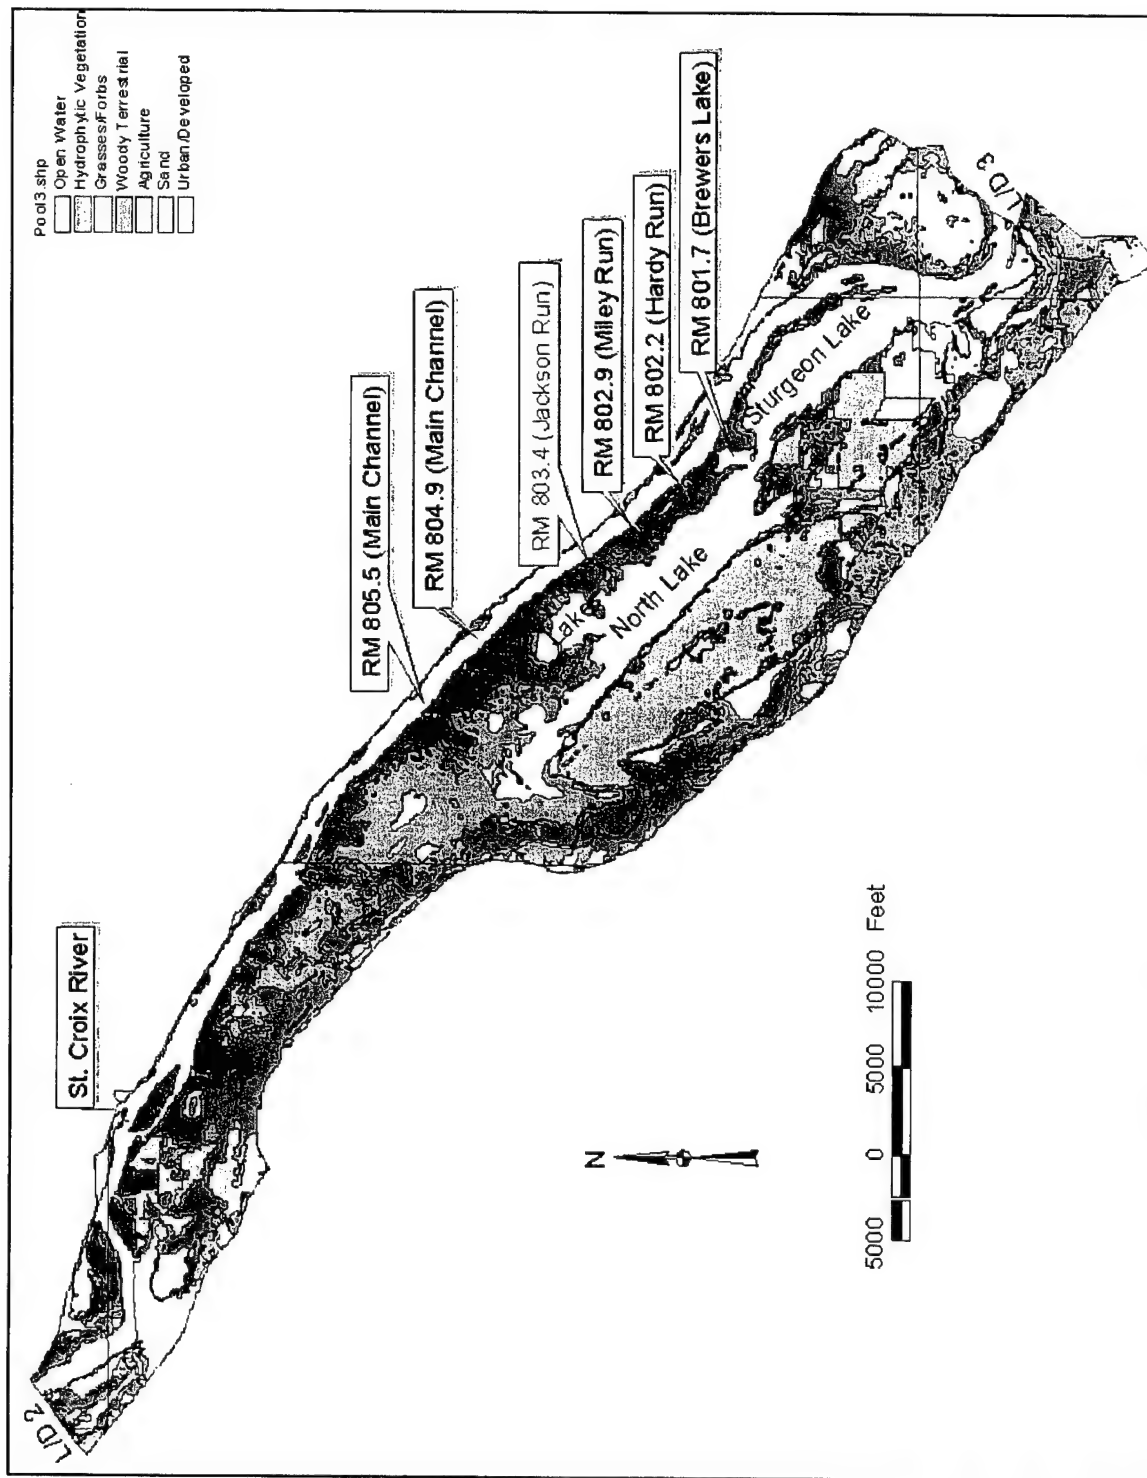 Pool3.shp
Open Water
Hydrophytic Vegetation
Grasses/Forbs
Woody Terrestrial
Agriculture
Sand
Urban/Developed
L/D 2
St. Croix River
RM 805.5 (Main Channel)
RM 804.9 (Main Channel)
RM 803.4 (Jackson Run)
RM 802.9 (Miley Run)
RM 802.2 (Hardy Run)
RM 801.7 (Brewers Lake)
Lake
North Lake
Sturgeon Lake
L/D 3
N
5000 0 5000 10000 Feet